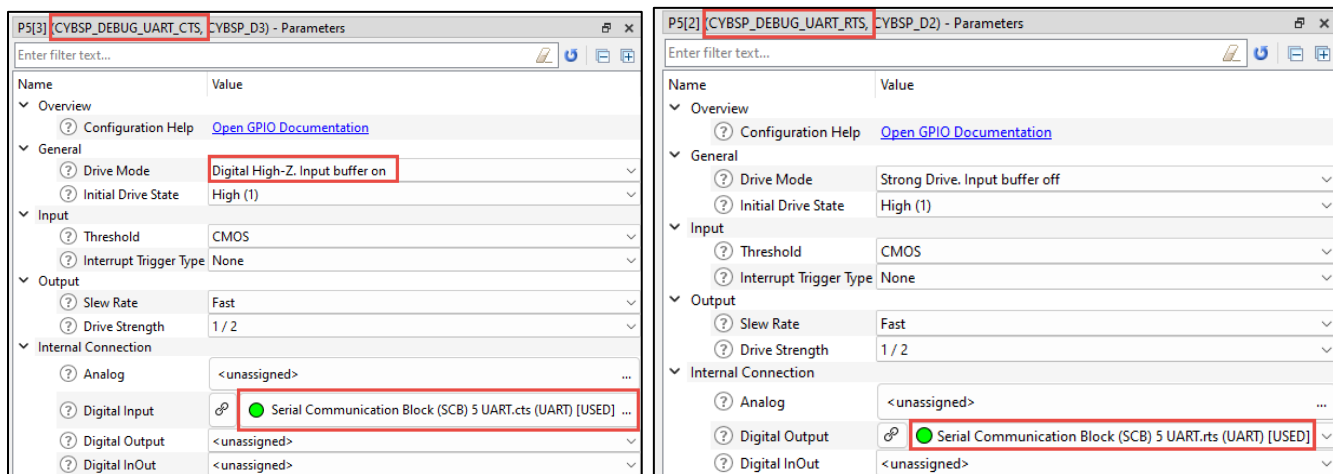 P5[3] (CYBSP_DEBUG_UART_CTS, CYBSP_D3) - Parameters
Enter filter text...
Name Value
Overview
Configuration Help Open GPIO Documentation
General
Drive Mode Digital High-Z. Input buffer on
Initial Drive State High (1)
Input
Threshold CMOS
Interrupt Trigger Type None
Output
Slew Rate Fast
Drive Strength 1 / 2
Internal Connection
Analog <unassigned> ...
Digital Input Serial Communication Block (SCB) 5 UART.cts (UART) [USED] ...
Digital Output <unassigned>
Digital InOut <unassigned>
P5[2] (CYBSP_DEBUG_UART_RTS, CYBSP_D2) - Parameters
Enter filter text...
Name Value
Overview
Configuration Help Open GPIO Documentation
General
Drive Mode Strong Drive. Input buffer off
Initial Drive State High (1)
Input
Threshold CMOS
Interrupt Trigger Type None
Output
Slew Rate Fast
Drive Strength 1 / 2
Internal Connection
Analog <unassigned> ...
Digital Output Serial Communication Block (SCB) 5 UART.rts (UART) [USED]
Digital InOut <unassigned>